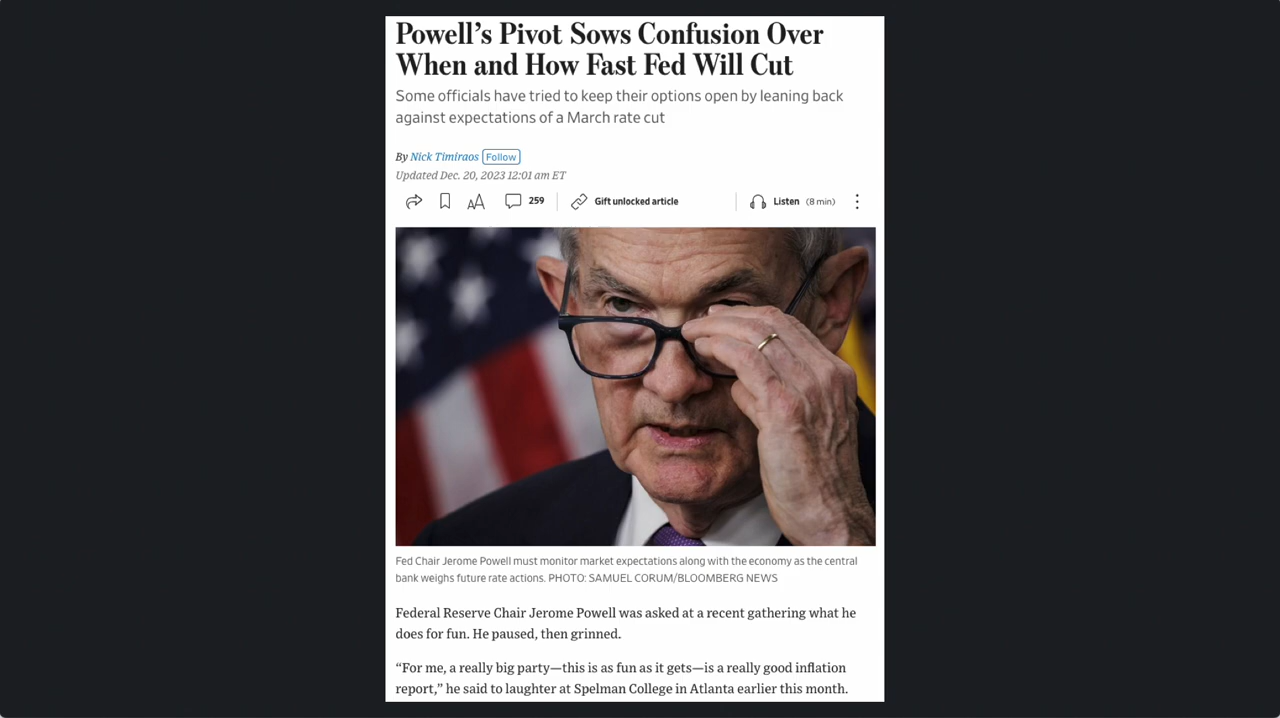 Powell’s Pivot Sows Confusion Over
When and How Fast Fed Will Cut
Some officials have tried to keep their options open by leaning back
against expectations of a March rate cut
By Nick Timiraos Follow
Updated Dec. 20, 2023 12:01 am ET
AA 259 Gift unlocked article Listen (8 min)
Fed Chair Jerome Powell must monitor market expectations along with the economy as the central
bank weighs future rate actions. PHOTO: SAMUEL CORUM/BLOOMBERG NEWS
Federal Reserve Chair Jerome Powell was asked at a recent gathering what he
does for fun. He paused, then grinned.
“For me, a really big party—this is as fun as it gets—is a really good inflation
report,” he said to laughter at Spelman College in Atlanta earlier this month.